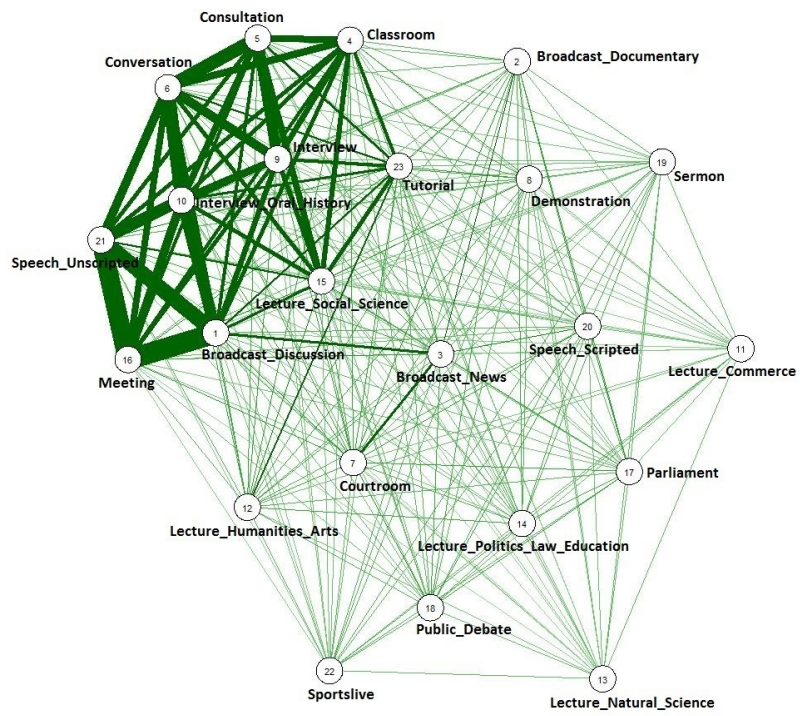 Consultation
5
4
Classroom
Conversation
2
Broadcast_Documentary
6
9
Interview
23
Tutorial
19
Sermon
8
Demonstration
10
Interview_Oral_History
21
Speech_Unscripted
15
Lecture_Social_Science
1
Broadcast_Discussion
20
Speech_Scripted
16
Meeting
3
Broadcast_News
11
Lecture_Commerce
7
Courtroom
17
Parliament
12
Lecture_Humanities_Arts
14
Lecture_Politics_Law_Education
18
Public_Debate
22
Sportslive
13
Lecture_Natural_Science